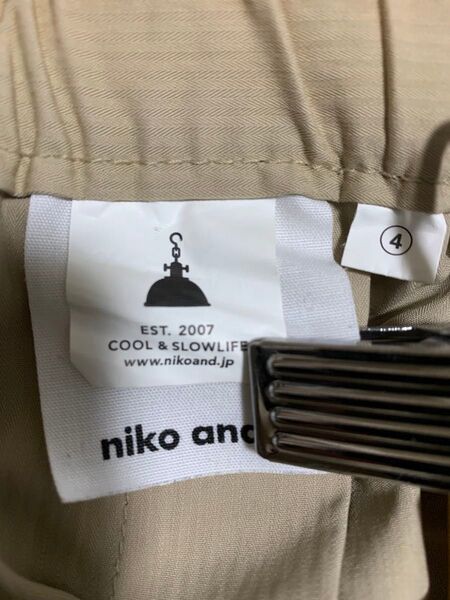 EST. 2007
COOL & SLOWLIFE
www.nikoand.jp
niko and
4